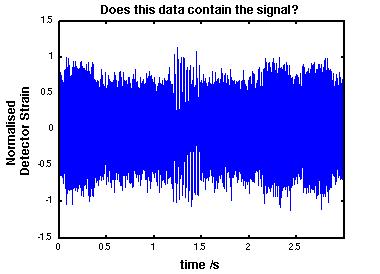 Does this data contain the signal?
1.5
1
0.5
0
-0.5
-1
-1.5
Normalised
Detector Strain
0 0.5 1 1.5 2 2.5
time /s